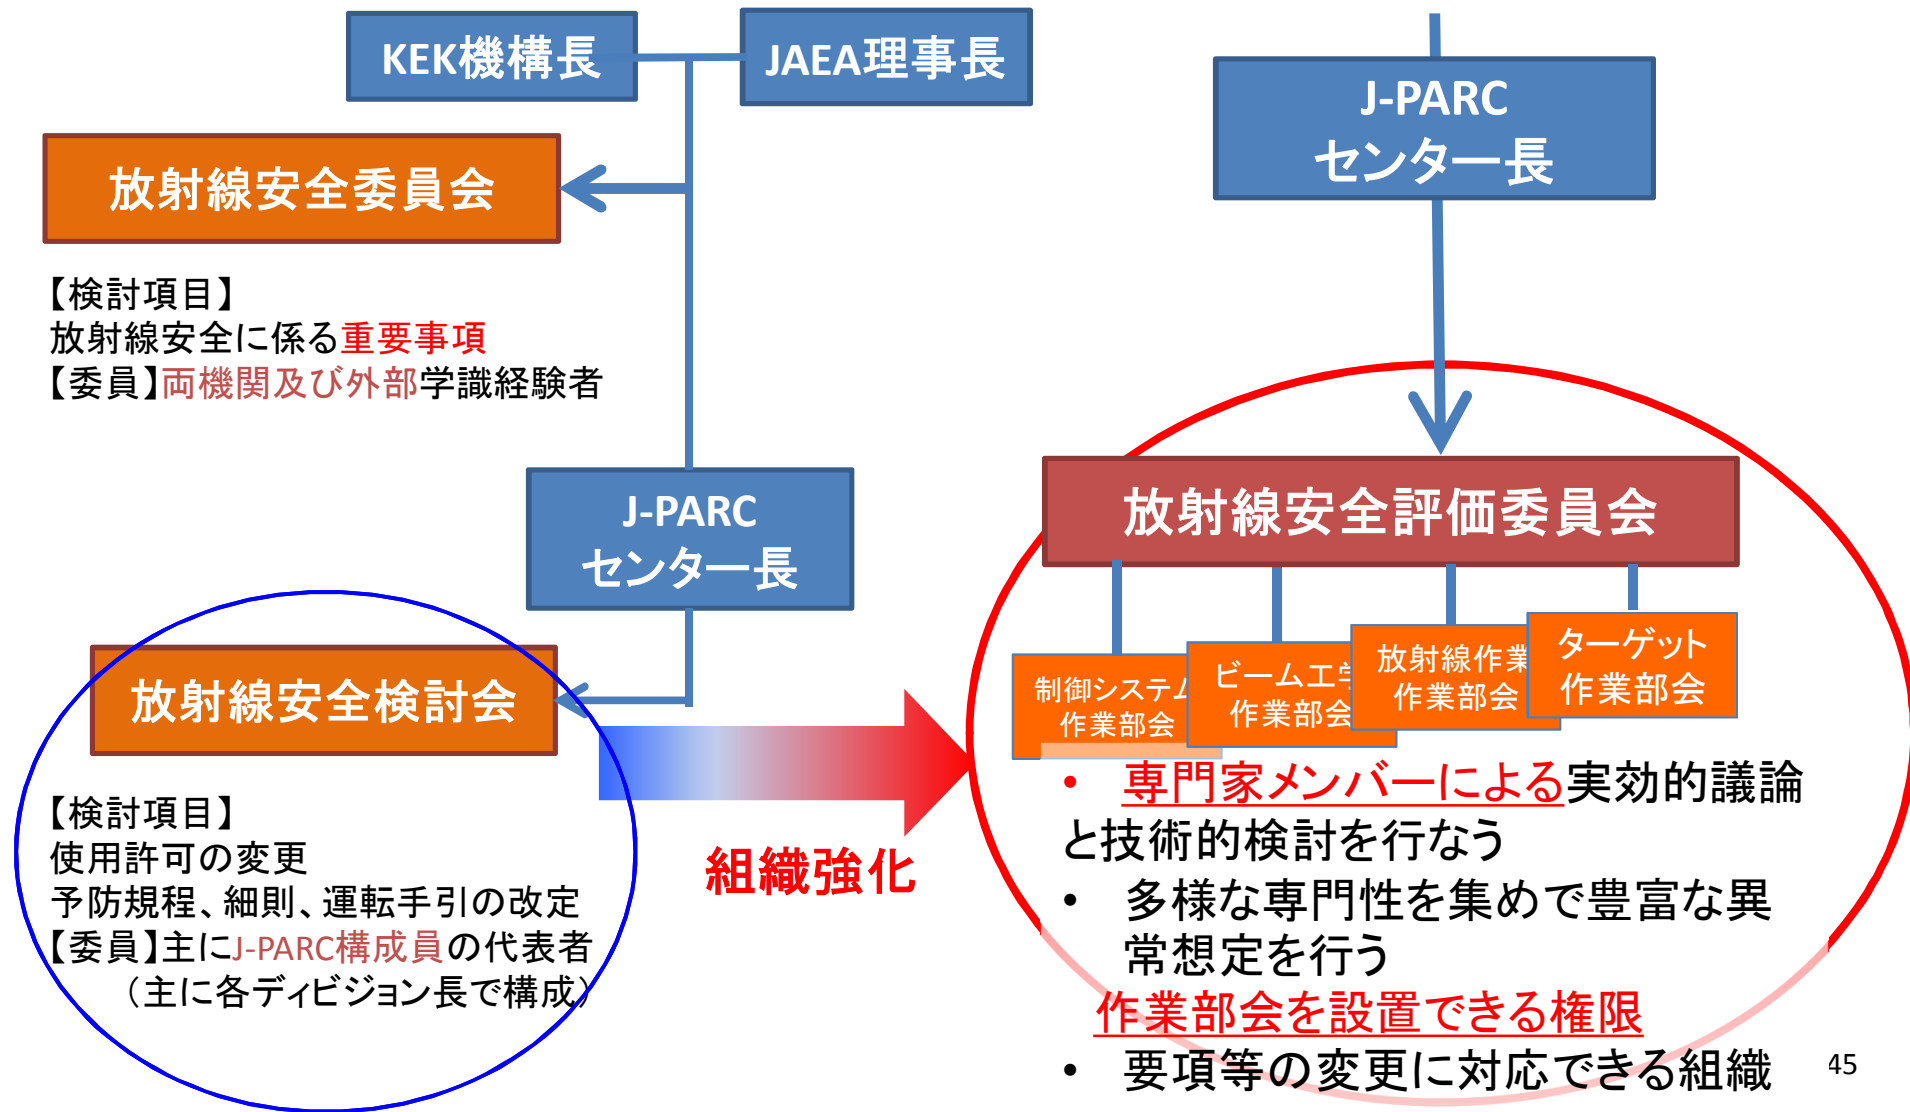 KEK機構長
JAEA理事長
放射線安全委員会
【検討項目】
放射線安全に係る重要事項
【委員】両機関及び外部学識経験者
J-PARC
センター長
放射線安全検討会
【検討項目】
使用許可の変更
予防規程、細則、運転手引の改定
【委員】主にJ-PARC構成員の代表者
（主に各ディビジョン長で構成）
組織強化
J-PARC
センター長
放射線安全評価委員会
制御システム
作業部会
ビーム工学
作業部会
放射線作業
作業部会
ターゲット
作業部会
• 専門家メンバーによる実効的議論
と技術的検討を行なう
• 多様な専門性を集めで豊富な異
常想定を行う
作業部会を設置できる権限
• 要項等の変更に対応できる組織
45